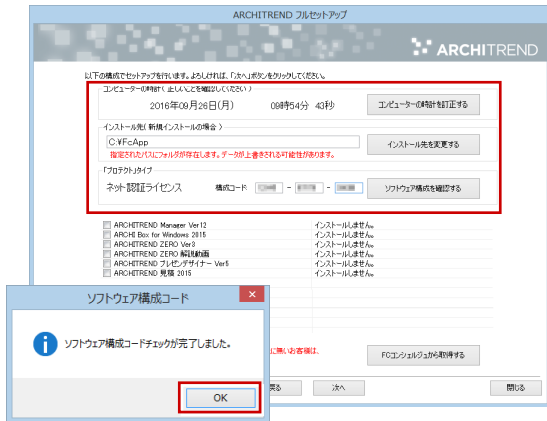 ARCHITREND フルセットアップ
ARCHITREND
以下の構成でセットアップを行います。よろしければ、「次へ」ボタンをクリックしてください。
コンピューターの時計( 正しいことを確認してください )
2016年09月26日(月) 09時54分 43秒 コンピューターの時計を訂正する
インストール先( 新規インストールの場合 )
C:¥FcApp
インストール先を変更する
指定されたパスにフォルダが存在します。データが上書きされる可能性があります。
「プロテクト」タイプ
ネット認証ライセンス 構成コード - - ソフトウェア構成を確認する
ARCHITREND Manager Ver12 インストールしません。
ARCHI Box for Windows 2015 インストールしません。
ARCHITREND ZERO Ver3 インストールしません。
ARCHITREND ZERO 解説動画 インストールしません。
ARCHITREND プレゼンデザイナー Ver5 インストールしません。
ARCHITREND 見積 2015 インストールしません。
ソフトウェア構成コード
ソフトウェア構成コードチェックが完了しました。
OK
に無いお客様は、
FCコンシェルジュから取得する
戻る 次へ 閉じる